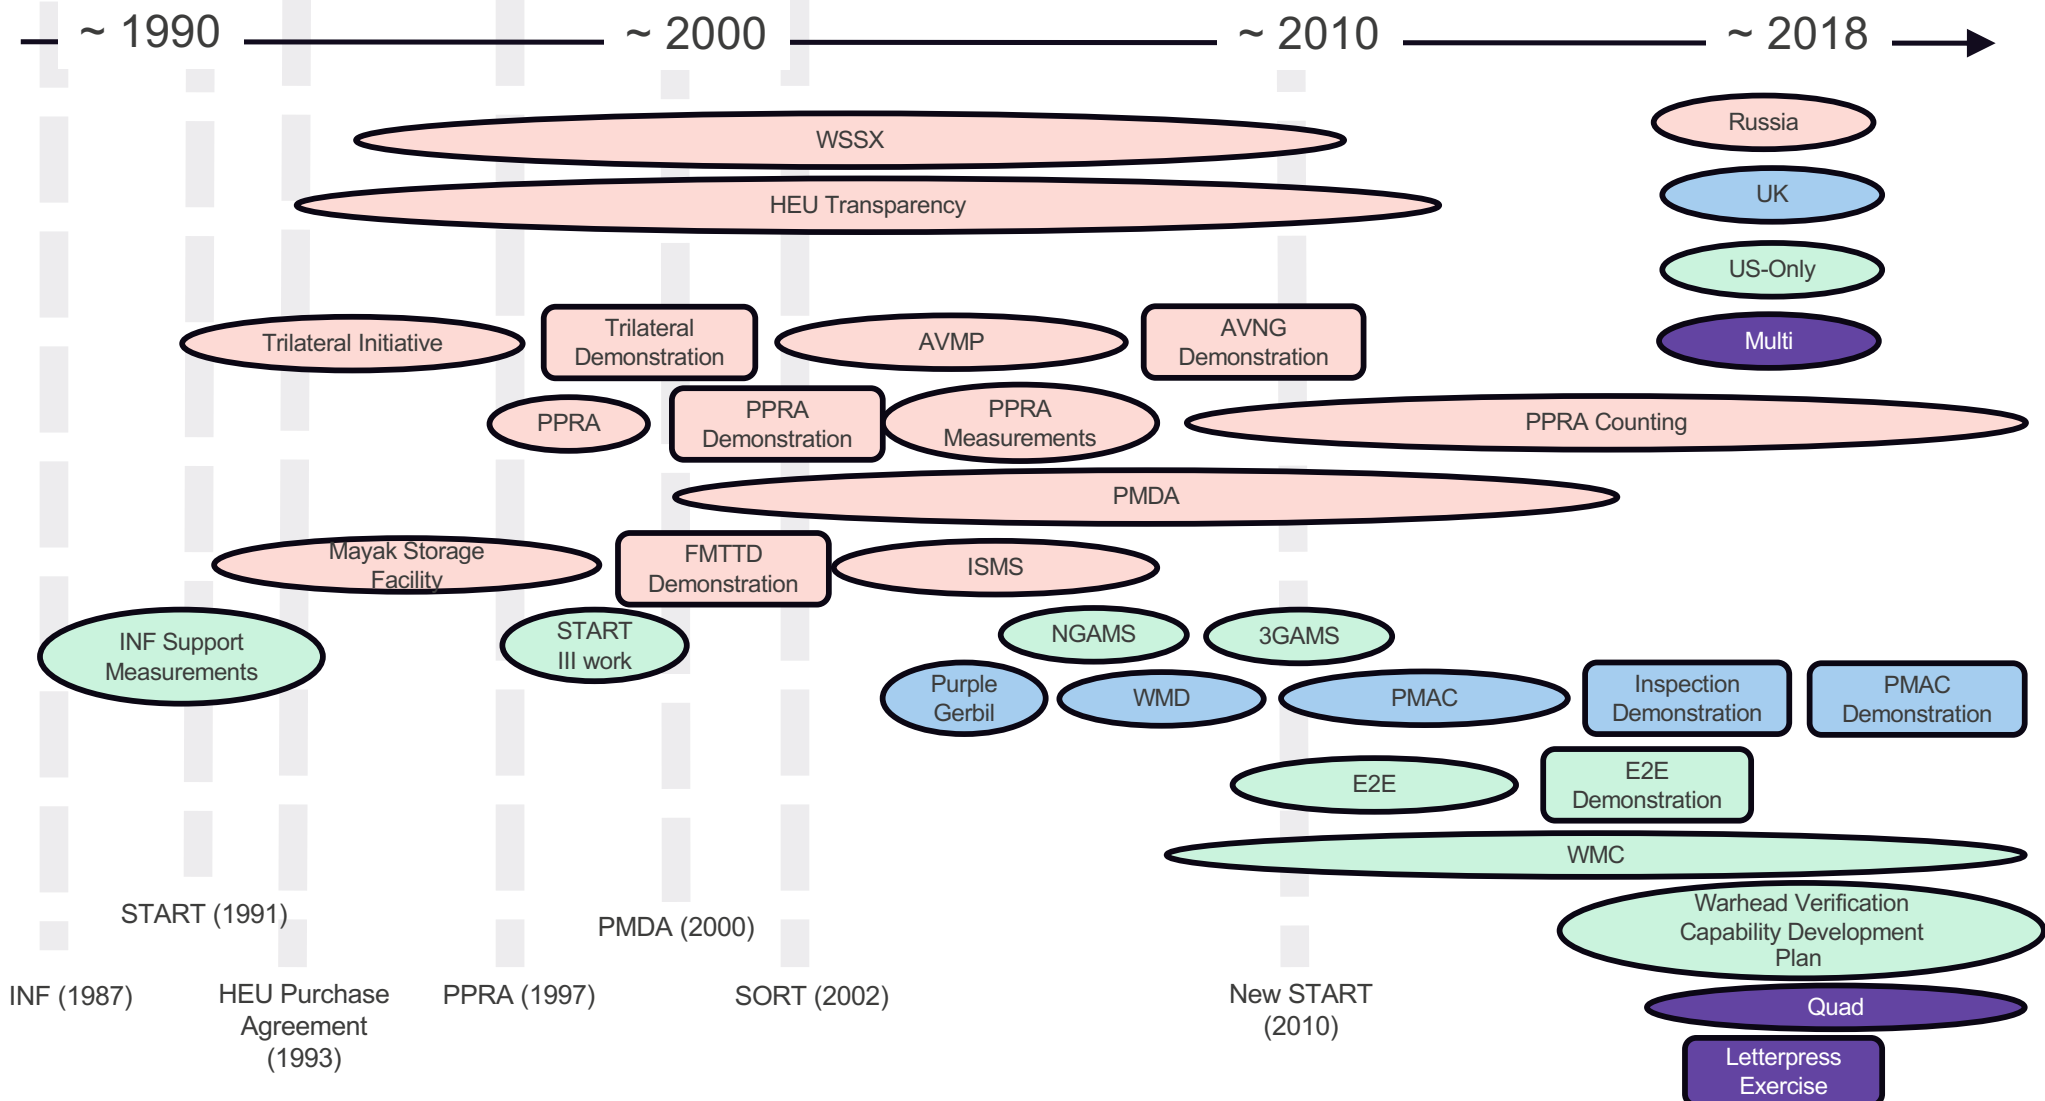 ~ 1990
~ 2000
~ 2010
~ 2018
WSSX
Russia
HEU Transparency
UK
US-Only
Trilateral Initiative
Trilateral
Demonstration
AVMP
AVNG
Demonstration
Multi
PPRA
PPRA
Demonstration
PPRA
Measurements
PPRA Counting
PMDA
Mayak Storage
Facility
FMTTD
Demonstration
ISMS
INF Support
Measurements
START
III work
NGAMS
3GAMS
Purple
Gerbil
WMD
PMAC
Inspection
Demonstration
PMAC
Demonstration
E2E
E2E
Demonstration
WMC
START (1991)
PMDA (2000)
Warhead Verification
Capability Development
Plan
INF (1987)
HEU Purchase
Agreement
(1993)
PPRA (1997)
SORT (2002)
New START
(2010)
Quad
Letterpress
Exercise